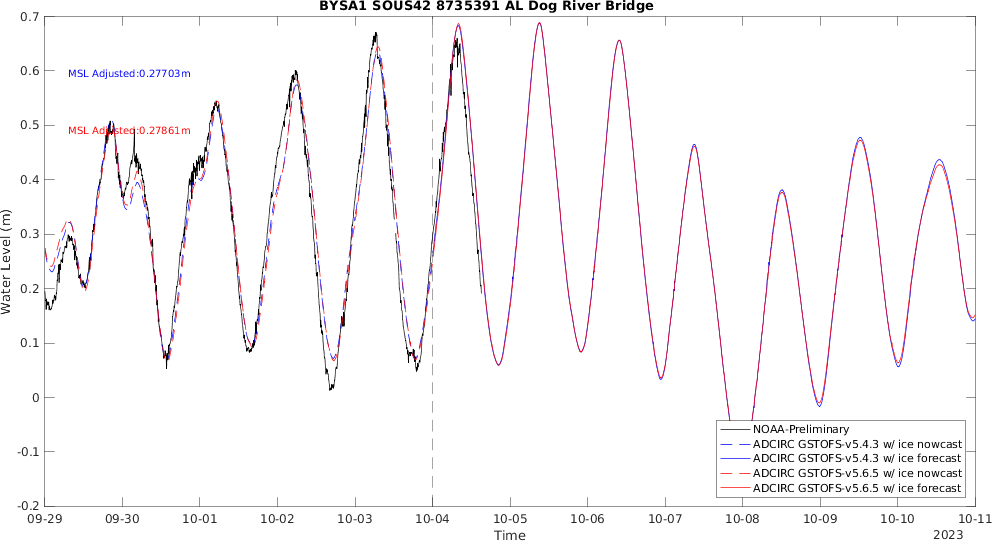 BYSA1 SOUS42 8735391 AL Dog River Bridge
0.7
0.6
0.5
0.4
0.3
0.2
0.1
0
-0.1
-0.2
Water Level (m)
MSL Adjusted:0.27703m
MSL Adjusted:0.27861m
NOAA-Preliminary
ADCIRC GSTOFS-v5.4.3 w/ ice nowcast
ADCIRC GSTOFS-v5.4.3 w/ ice forecast
ADCIRC GSTOFS-v5.6.5 w/ ice nowcast
ADCIRC GSTOFS-v5.6.5 w/ ice forecast
09-29 09-30 10-01 10-02 10-03 10-04 10-05 10-06 10-07 10-08 10-09 10-10 10-11
Time
2023